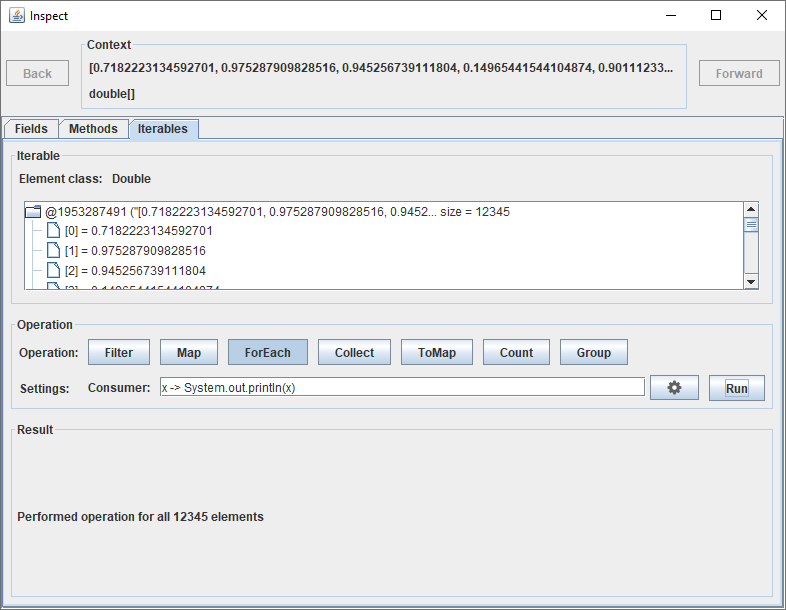 Inspect
Context
Back
[0.7182223134592701, 0.975287909828516, 0.945256739111804, 0.14965441544104874, 0.90111233...
Forward
double[]
Fields Methods Iterables
Iterable
Element class: Double
@1953287491 ("[0.7182223134592701, 0.975287909828516, 0.9452... size = 12345
[0] = 0.7182223134592701
[1] = 0.975287909828516
[2] = 0.945256739111804
[3] = 0.14965441544104874
Operation
Operation: Filter Map ForEach Collect ToMap Count Group
Settings: Consumer: x -> System.out.println(x) Run
Result
Performed operation for all 12345 elements